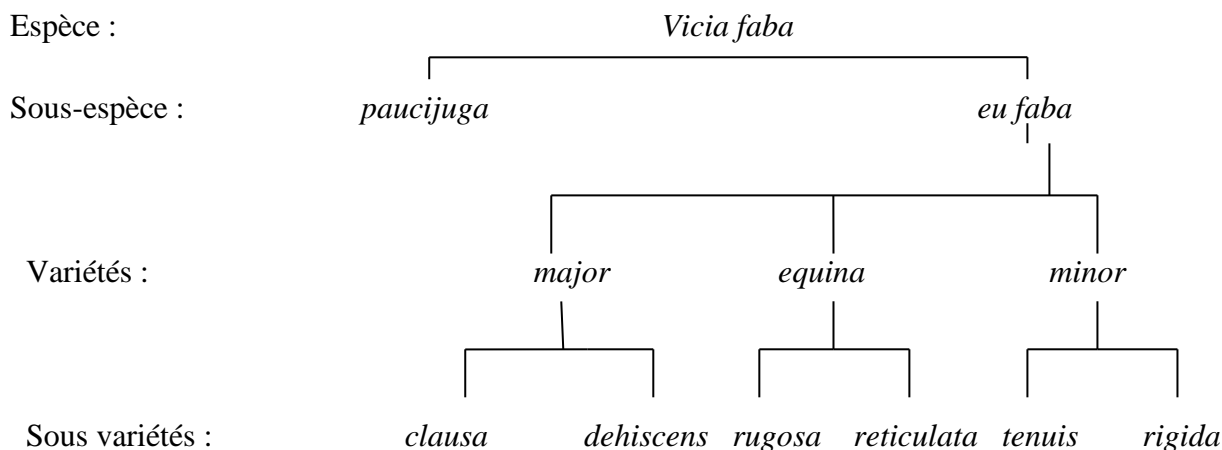 Espèce : Vicia faba
Sous-espèce : paucijuga eu faba
Variétés : major equina minor
Sous variétés : clausa dehiscens rugosa reticulata tenuis rigida